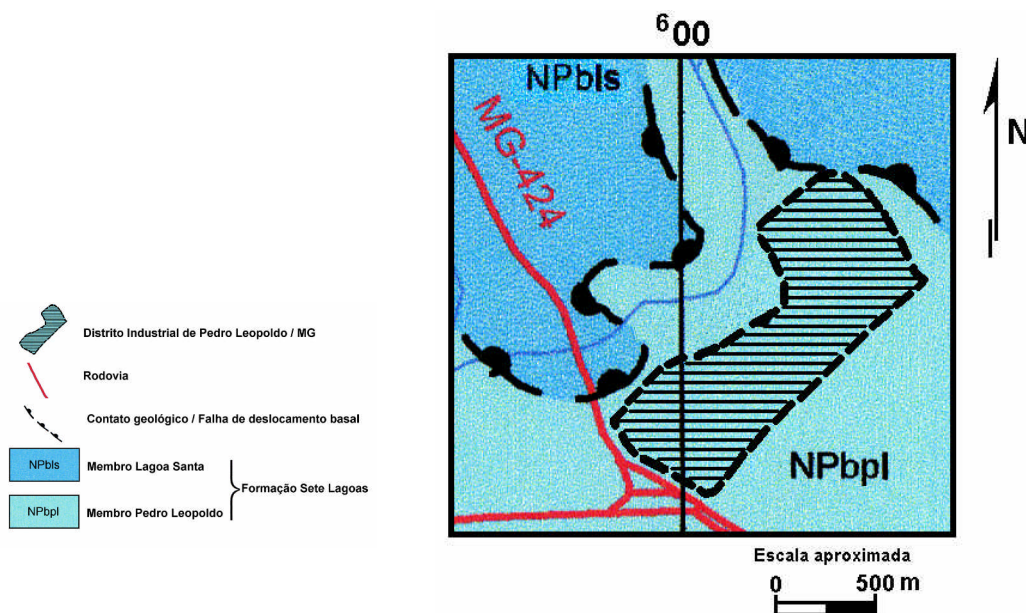 ⁶00
NPbls
MG-424
N
NPbpl
Escala aproximada
0 500 m
Distrito Industrial de Pedro Leopoldo / MG
Rodovia
Contato geológico / Falha de deslocamento basal
NPbls Membro Lagoa Santa
Formação Sete Lagoas
NPbpl Membro Pedro Leopoldo